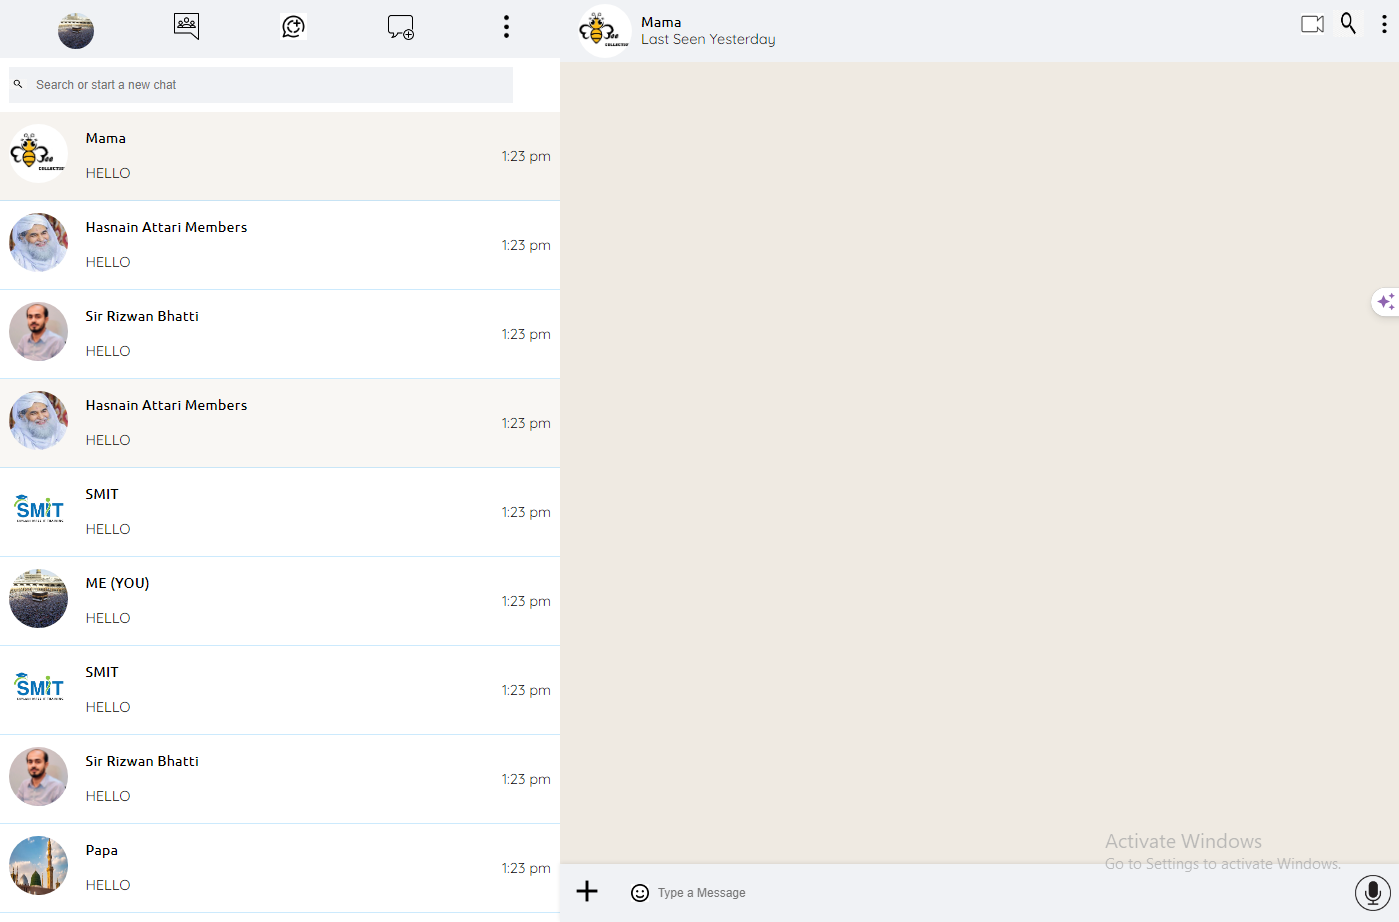 Search or start a new chat
Mama
HELLO
1:23 pm
Hasnain Attari Members
HELLO
1:23 pm
Sir Rizwan Bhatti
HELLO
1:23 pm
Hasnain Attari Members
HELLO
1:23 pm
SMIT
SMIT
HELLO
1:23 pm
ME (YOU)
HELLO
1:23 pm
SMIT
SMIT
HELLO
1:23 pm
Sir Rizwan Bhatti
HELLO
1:23 pm
Papa
HELLO
1:23 pm
Mama
Last Seen Yesterday
Activate Windows
Go to Settings to activate Windows.
Type a Message